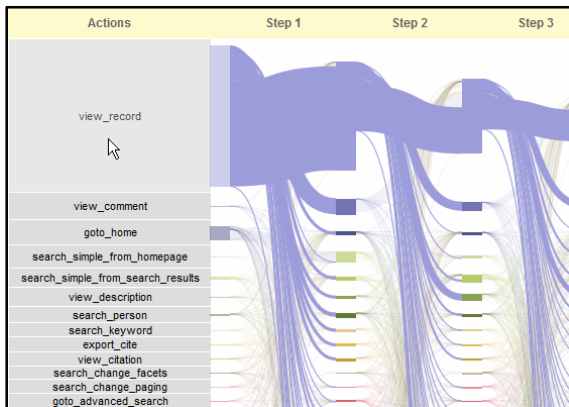 Actions Step 1 Step 2 Step 3
view_record
view_comment
goto_home
search_simple_from_homepage
search_simple_from_search_results
view_description
search_person
search_keyword
export_cite
view_citation
search_change_facets
search_change_paging
goto_advanced_search